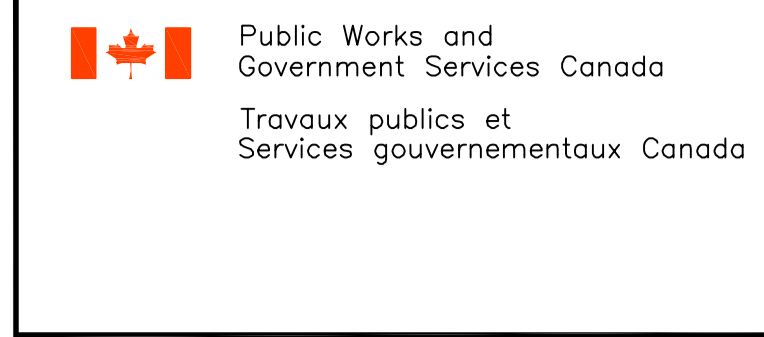 Public Works and
Government Services Canada
Travaux publics et
Services gouvernementaux Canada